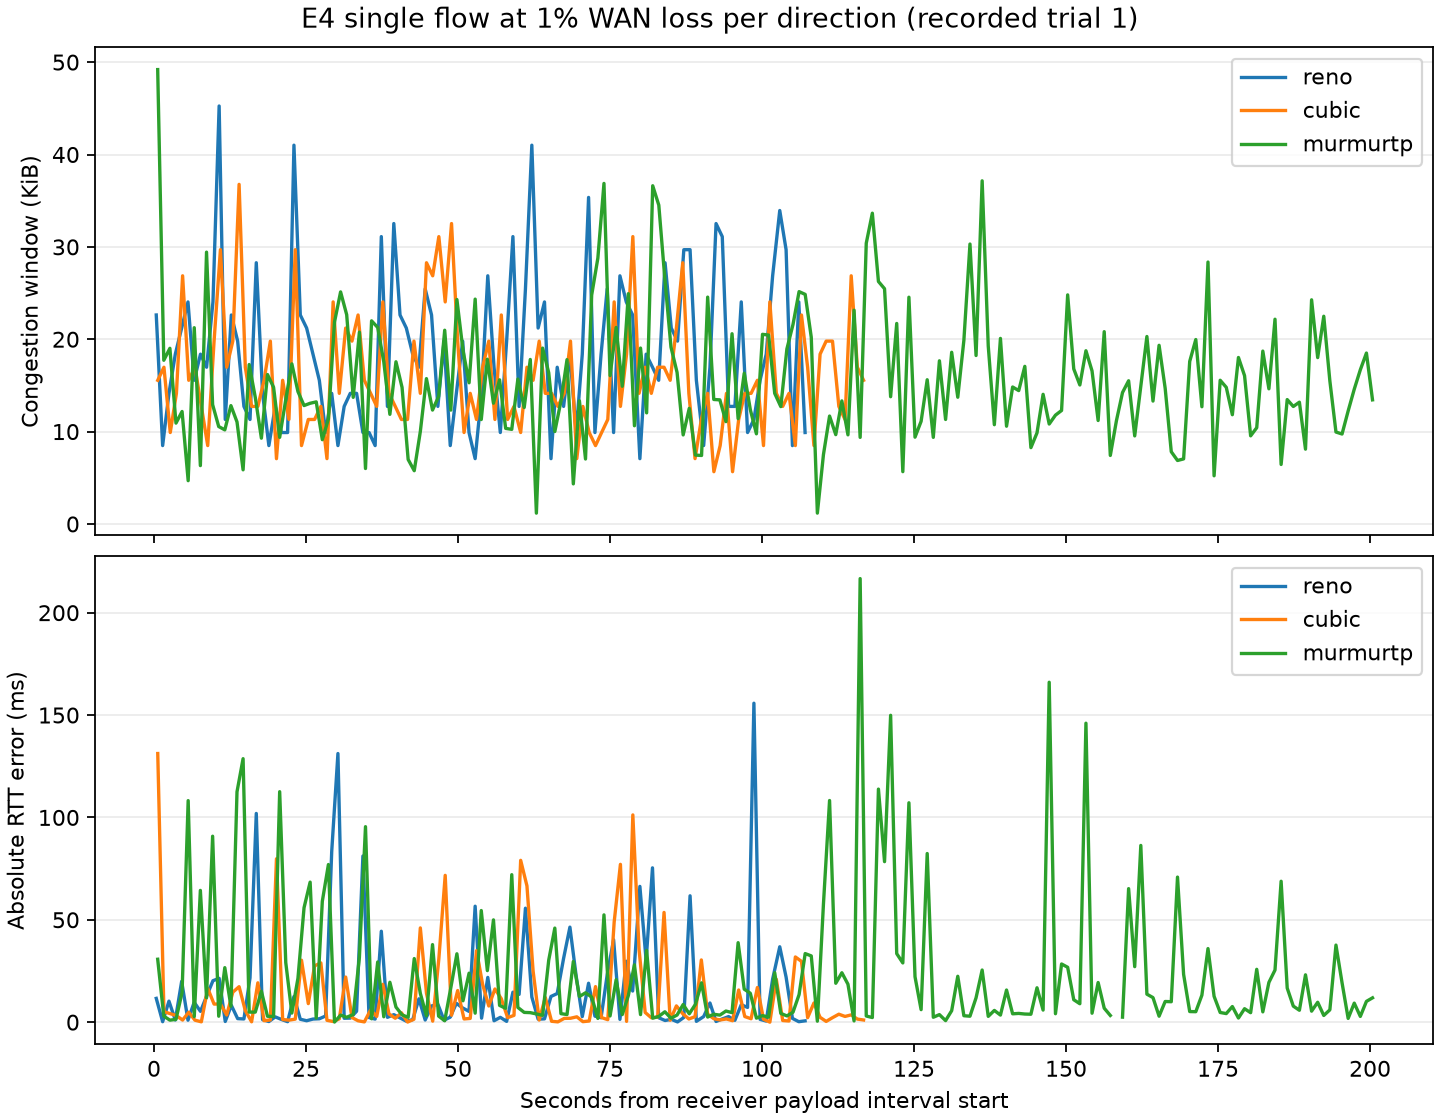 E4 single flow at 1% WAN loss per direction (recorded trial 1)
Congestion window (KiB)
50
40
30
20
10
0
reno
cubic
murmurtp
Absolute RTT error (ms)
200
150
100
50
0
reno
cubic
murmurtp
0 25 50 75 100 125 150 175 200
Seconds from receiver payload interval start